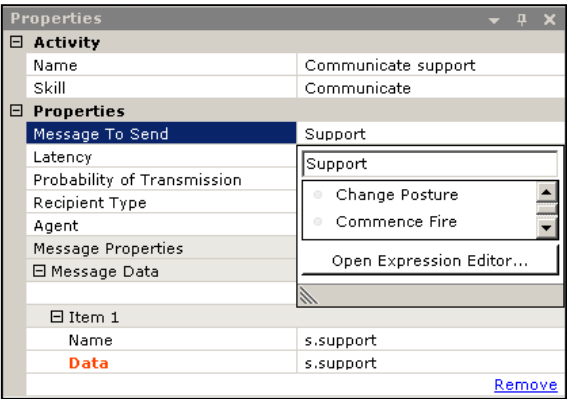 Properties
Activity
Name Communicate support
Skill Communicate
Properties
Message To Send Support
Latency
Support
Probability of Transmission
Change Posture
Recipient Type
Commence Fire
Agent
Message Properties
Open Expression Editor...
Message Data
Item 1
Name s.support
Data s.support
Remove